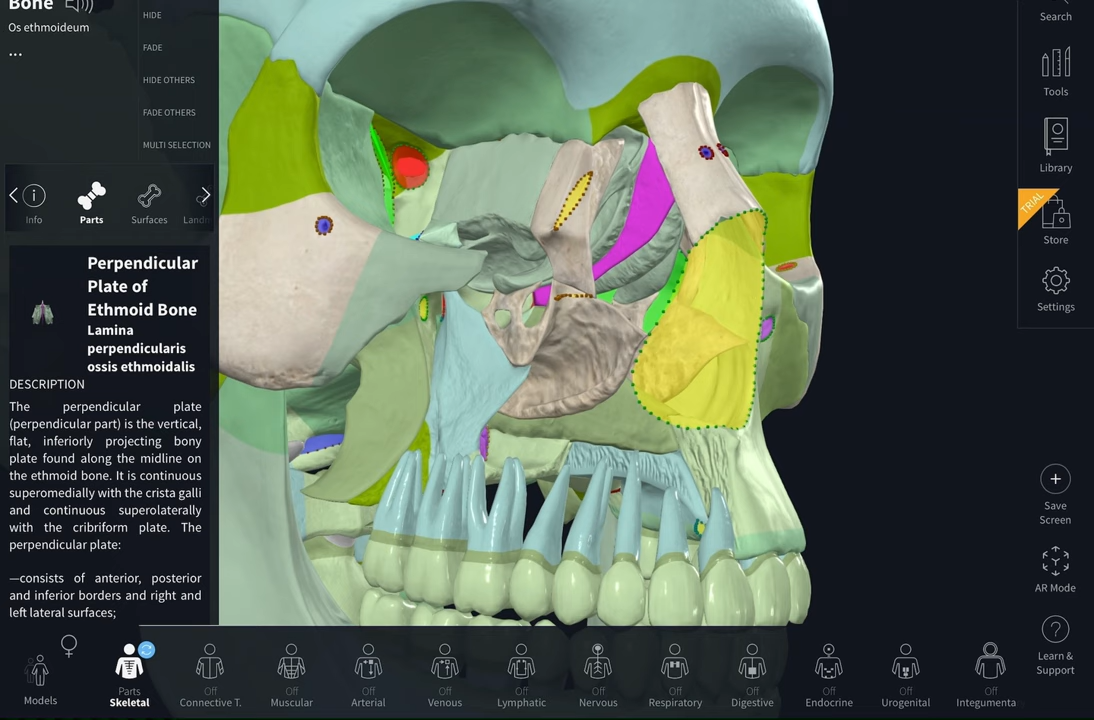 Bone
Os ethmoideum
...
HIDE
FADE
HIDE OTHERS
FADE OTHERS
MULTI SELECTION
Info
Parts
Surfaces
Perpendicular
Plate of
Ethmoid Bone
Lamina
perpendicularis
ossis ethmoidalis
DESCRIPTION
The perpendicular plate
(perpendicular part) is the vertical,
flat, inferiorly projecting bony
plate found along the midline on
the ethmoid bone. It is continuous
superomedially with the crista galli
and continuous superolaterally
with the cribriform plate. The
perpendicular plate:
—consists of anterior, posterior
and inferior borders and right and
left lateral surfaces;
Search
Tools
Library
TRIAL
Store
Settings
Save
Screen
AR Mode
Learn &
Support
Models
Parts
Skeletal
Off
Connective T.
Off
Muscular
Off
Arterial
Off
Venous
Off
Lymphatic
Off
Nervous
Off
Respiratory
Off
Digestive
Off
Endocrine
Off
Urogenital
Off
Integumenta